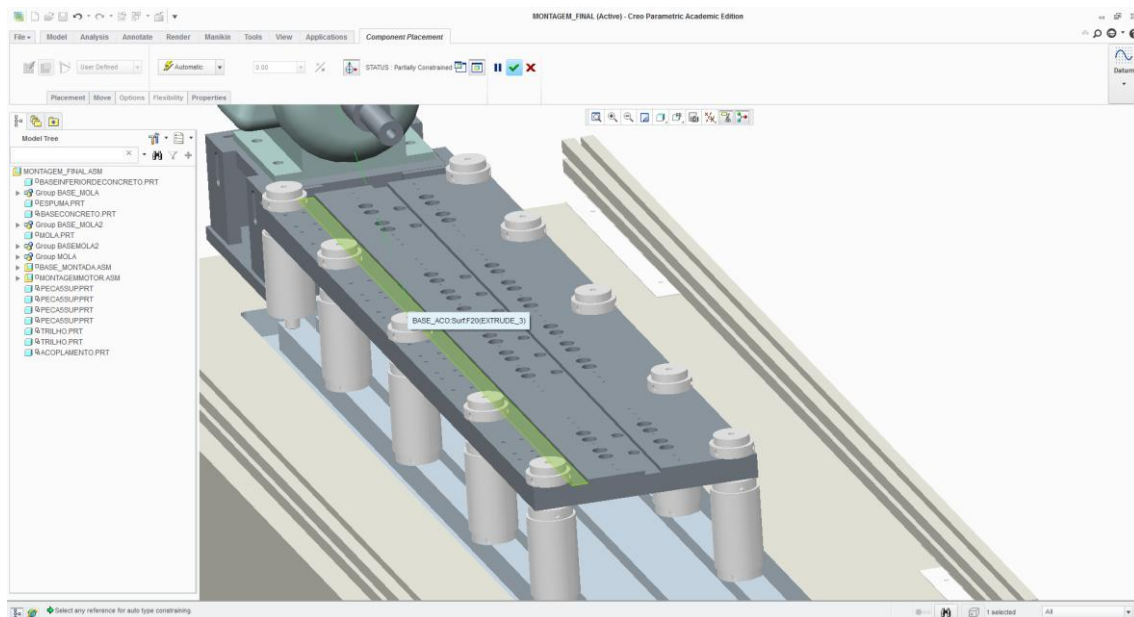 MONTAGEM_FINAL (Active) - Creo Parametric Academic Edition
File Model Analysis Annotate Render Manikin Tools View Applications Component Placement
User Defined Automatic 0.00 STATUS : Partially Constrained
Datum
Placement Move Options Flexibility Properties
Model Tree
MONTAGEM_FINAL.ASM
BASEINFERIORDECONCRETO.PRT
Group BASE_MOLA
ESPUMA.PRT
BASECONCRETO.PRT
Group BASE_MOLA2
MOLA.PRT
Group BASEMOLA2
Group MOLA
BASE_MONTADA.ASM
MONTAGEMMOTOR.ASM
PECA5SUP.PRT
PECA5SUP.PRT
PECA5SUP.PRT
PECA5SUP.PRT
TRILHO.PRT
TRILHO.PRT
ACOPLAMENTO.PRT
BASE_ACO:Surf:F20(EXTRUDE_3)
Select any reference for auto type constraining.
1 selected
All